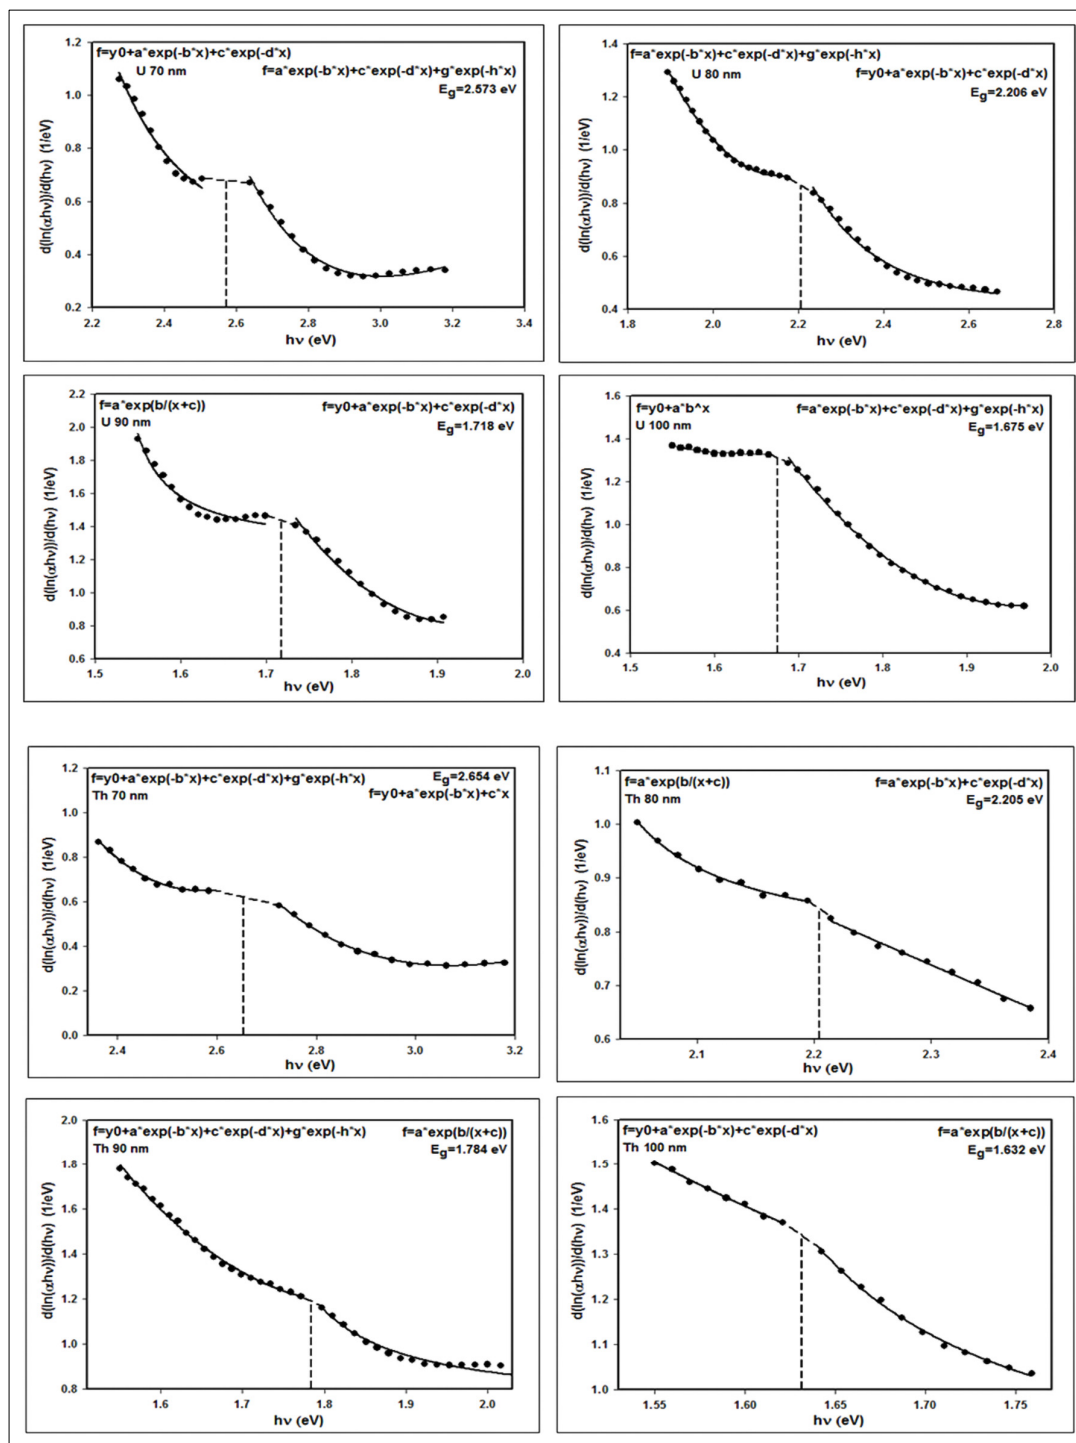 f=y0+a*exp(-b*x)+c*exp(-d*x)
U 70 nm
f=a*exp(-b*x)+c*exp(-d*x)+g*exp(-h*x)
Eg=2.573 eV
d(ln(αhν))/d(hν) (1/eV)
1.2
1.0
0.8
0.6
0.4
0.2
2.2 2.4 2.6 2.8 3.0 3.2 3.4
hν (eV)
f=a*exp(-b*x)+c*exp(-d*x)+g*exp(-h*x)
U 80 nm
f=y0+a*exp(-b*x)+c*exp(-d*x)
Eg=2.206 eV
d(ln(αhν))/d(hν) (1/eV)
1.4
1.2
1.0
0.8
0.6
0.4
1.8 2.0 2.2 2.4 2.6 2.8
hν (eV)
f=a*exp(b/(x+c))
U 90 nm
f=y0+a*exp(-b*x)+c*exp(-d*x)
Eg=1.718 eV
d(ln(αhν))/d(hν) (1/eV)
2.2
2.0
1.8
1.6
1.4
1.2
1.0
0.8
0.6
1.5 1.6 1.7 1.8 1.9 2.0
hν (eV)
f=y0+a*b^x
U 100 nm
f=a*exp(-b*x)+c*exp(-d*x)+g*exp(-h*x)
Eg=1.675 eV
d(ln(αhν))/d(hν) (1/eV)
1.6
1.4
1.2
1.0
0.8
0.6
0.4
1.5 1.6 1.7 1.8 1.9 2.0
hν (eV)
f=y0+a*exp(-b*x)+c*exp(-d*x)+g*exp(-h*x)
Th 70 nm
Eg=2.654 eV
f=y0+a*exp(-b*x)+c*x
d(ln(αhν))/d(hν) (1/eV)
1.2
1.0
0.8
0.6
0.4
0.2
0.0
2.4 2.6 2.8 3.0 3.2
hν (eV)
f=a*exp(b/(x+c))
Th 80 nm
f=a*exp(-b*x)+c*exp(-d*x)
Eg=2.205 eV
d(ln(αhν))/d(hν) (1/eV)
1.1
1.0
0.9
0.8
0.7
0.6
2.1 2.2 2.3 2.4
hν (eV)
f=y0+a*exp(-b*x)+c*exp(-d*x)+g*exp(-h*x)
Th 90 nm
f=a*exp(b/(x+c))
Eg=1.784 eV
d(ln(αhν))/d(hν) (1/eV)
2.0
1.8
1.6
1.4
1.2
1.0
0.8
1.6 1.7 1.8 1.9 2.0
hν (eV)
f=y0+a*exp(-b*x)+c*exp(-d*x)
Th 100 nm
f=a*exp(b/(x+c))
Eg=1.632 eV
d(ln(αhν))/d(hν) (1/eV)
1.6
1.5
1.4
1.3
1.2
1.1
1.0
1.55 1.60 1.65 1.70 1.75
hν (eV)